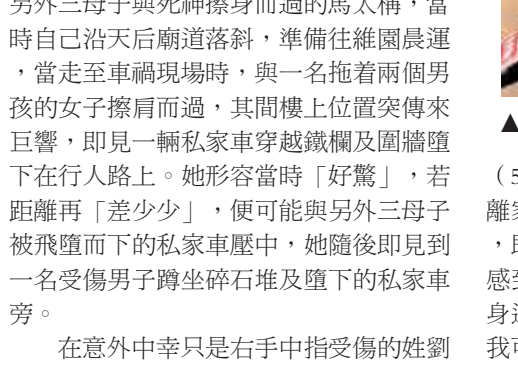 另外三母子與死神擦身而過的馬太稱，當
時自己沿天后廟道落斜，準備往維園晨運
，當走至車禍現場時，與一名拖着兩個男
孩的女子擦肩而過，其間樓上位置突傳來
巨響，即見一輛私家車穿越鐵欄及圍牆墮
下在行人路上。她形容當時「好驚」，若
距離再「差少少」，便可能與另外三母子
被飛墮而下的私家車壓中，她隨後即見到
一名受傷男子蹲坐碎石堆及墮下的私家車
旁。
在意外中幸只是右手中指受傷的姓劉
▲
（5
離家
感到
我可